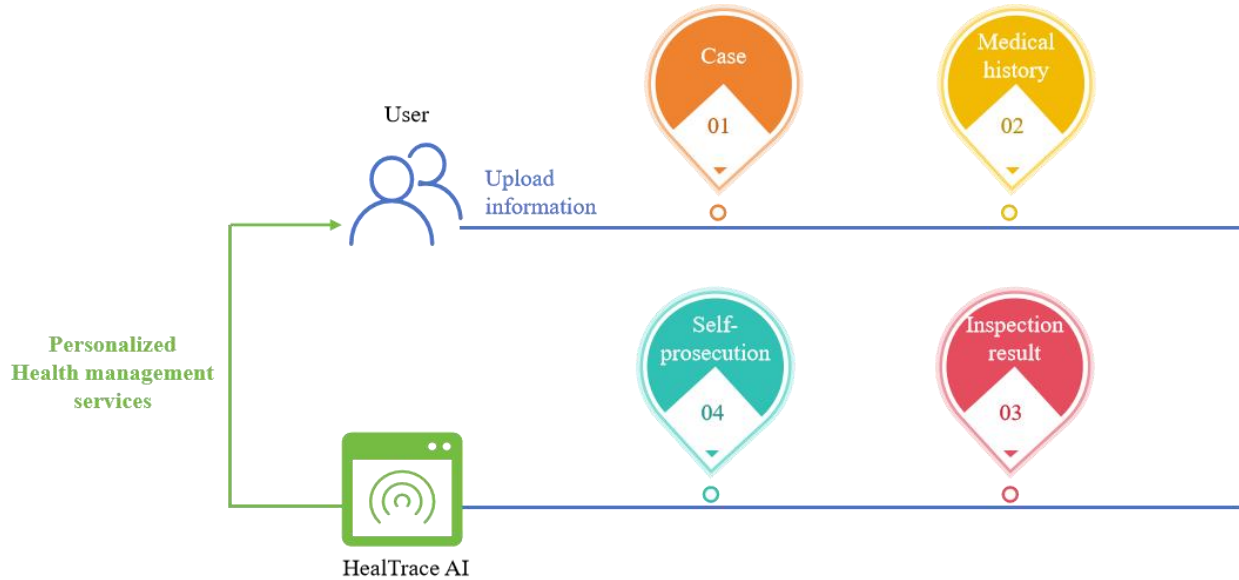 User
Upload
information
Case
01
Medical
history
02
Inspection
result
03
Self-
prosecution
04
HealTrace AI
Personalized
Health management
services